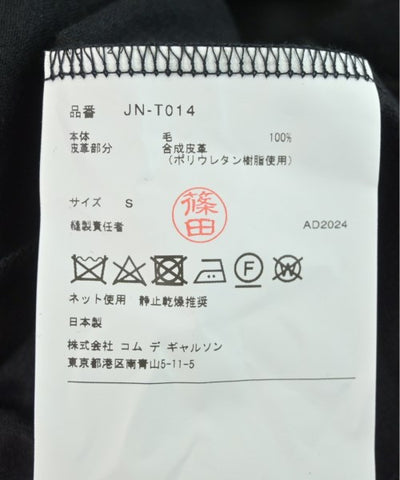 品番 JN-T014
本体 毛 100%
皮革部分 合成皮革
(ポリウレタン樹脂使用)
サイズ S
篠田
縫製責任者 AD2024
F
W
ネット使用 静止乾燥推奨
日本製
株式会社 コム デ ギャルソン
東京都港区南青山5-11-5